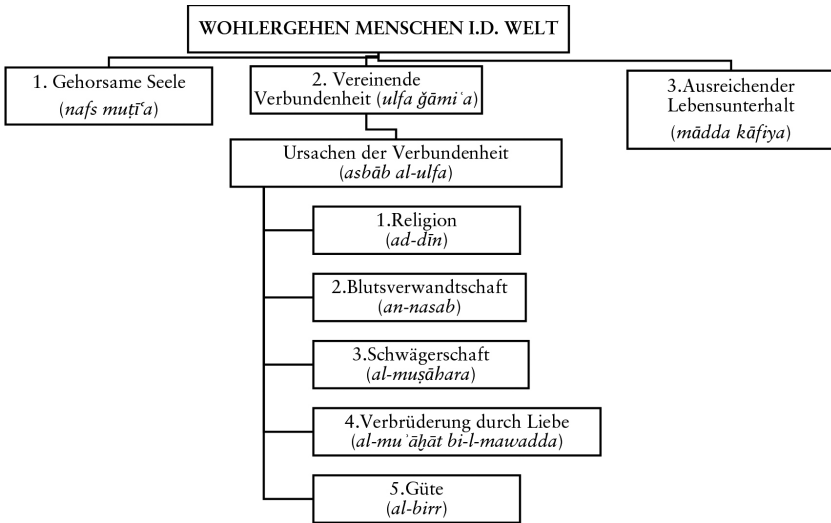 WOHLERGEHEN MENSCHEN I.D. WELT
1. Gehorsame Seele
(nafs muṭīʿa)
2. Vereinende
Verbundenheit (ulfa ǧāmiʿa)
3.Ausreichender
Lebensunterhalt
(mādda kāfiya)
Ursachen der Verbundenheit
(asbāb al-ulfa)
1.Religion
(ad-dīn)
2.Blutsverwandtschaft
(an-nasab)
3.Schwägerschaft
(al-muṣāhara)
4.Verbrüderung durch Liebe
(al-muʾāḫāt bi-l-mawadda)
5.Güte
(al-birr)